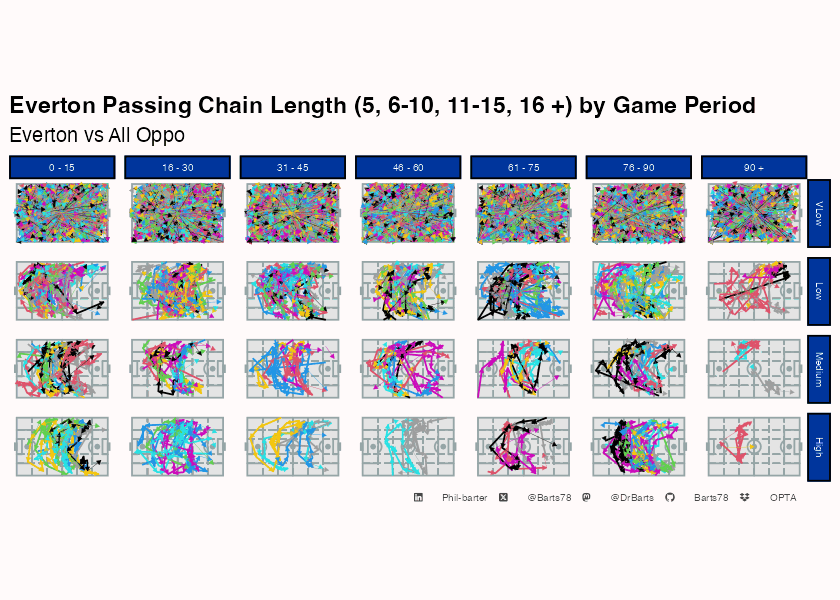 Everton Passing Chain Length (5, 6-10, 11-15, 16 +) by Game Period
Everton vs All Oppo
0 - 15 16 - 30 31 - 45 46 - 60 61 - 75 76 - 90 90 +
V Low
Low
Medium
High
Phil-barter @Barts78 @DrBarts Barts78 OPTA